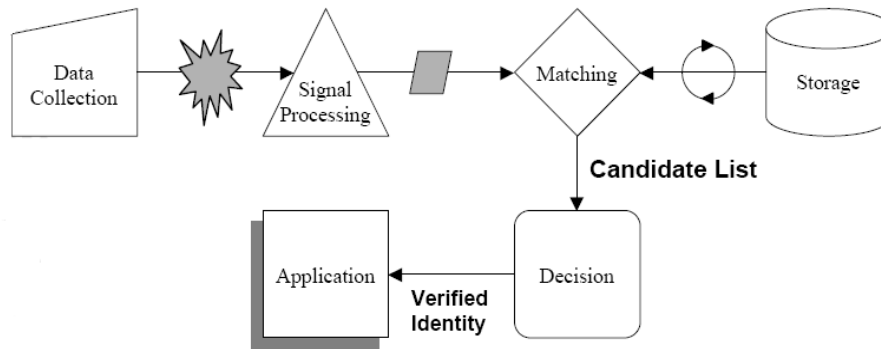 Data
Collection
Signal
Processing
Matching
Storage
Candidate List
Application
Verified
Identity
Decision